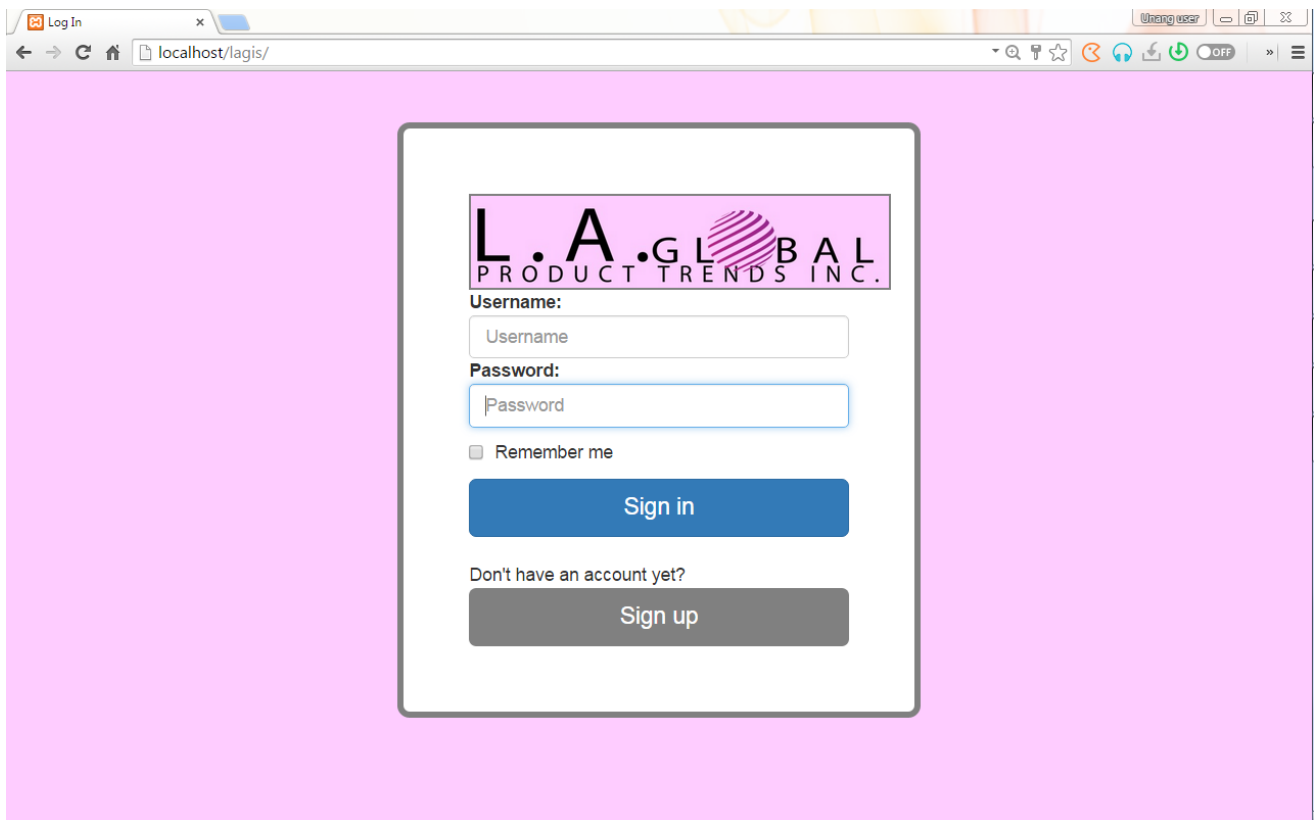 Log In
Unang user
localhost/lagis/
OFF
L.A.GLOBAL
PRODUCT TRENDS INC.
Username:
Username
Password:
Password
Remember me
Sign in
Don't have an account yet?
Sign up